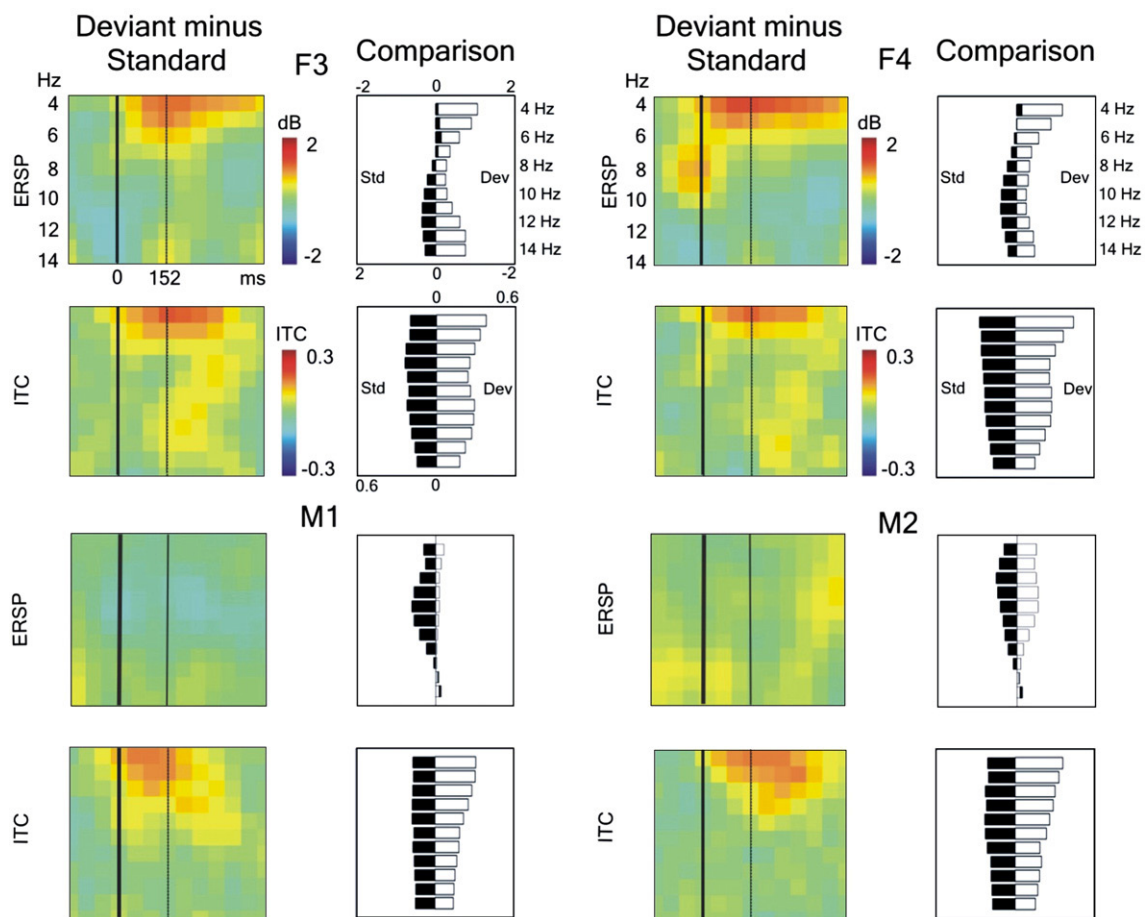 Deviant minus
Standard
F3
Comparison
Hz
-2 0 2
4
6
8
10
12
14
ERSP
dB
2
-2
0 152 ms
Std Dev
4 Hz
6 Hz
8 Hz
10 Hz
12 Hz
14 Hz
2 0 -2
0 0.6
ITC
ITC
0.3
-0.3
Std Dev
0.6 0
M1
ERSP
ITC
Deviant minus
Standard
F4
Comparison
Hz
4
6
8
10
12
14
ERSP
dB
2
-2
Std Dev
4 Hz
6 Hz
8 Hz
10 Hz
12 Hz
14 Hz
ITC
ITC
0.3
-0.3
Std Dev
M2
ERSP
ITC